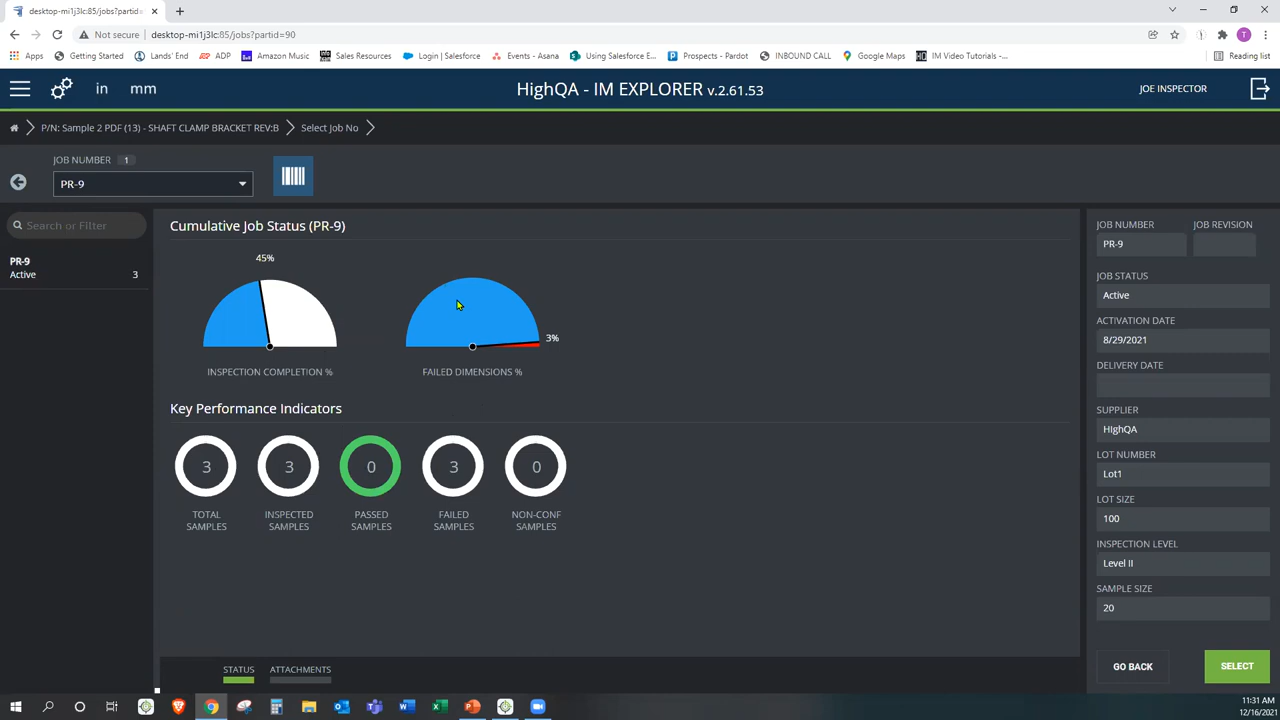 desktop-mi1j3lc:85/jobs?partid=
Not secure desktop-mi1j3lc:85/jobs?partid=90
Apps Getting Started Lands' End ADP Amazon Music Sales Resources Login | Salesforce Events - Asana Using Salesforce E... Prospects - Pardot INBOUND CALL Google Maps IM Video Tutorials -... Reading list
in mm HighQA - IM EXPLORER v.2.61.53 JOE INSPECTOR
P/N: Sample 2 PDF (13) - SHAFT CLAMP BRACKET REV:B Select Job No
JOB NUMBER 1
PR-9
Search or Filter
PR-9
Active 3
Cumulative Job Status (PR-9)
45%
3%
INSPECTION COMPLETION % FAILED DIMENSIONS %
Key Performance Indicators
3 3 0 3 0
TOTAL SAMPLES
INSPECTED SAMPLES
PASSED SAMPLES
FAILED SAMPLES
NON-CONF SAMPLES
STATUS ATTACHMENTS
JOB NUMBER JOB REVISION
PR-9
JOB STATUS
Active
ACTIVATION DATE
8/29/2021
DELIVERY DATE
SUPPLIER
HIghQA
LOT NUMBER
Lot1
LOT SIZE
100
INSPECTION LEVEL
Level II
SAMPLE SIZE
20
GO BACK SELECT
11:31 AM
12/16/2021